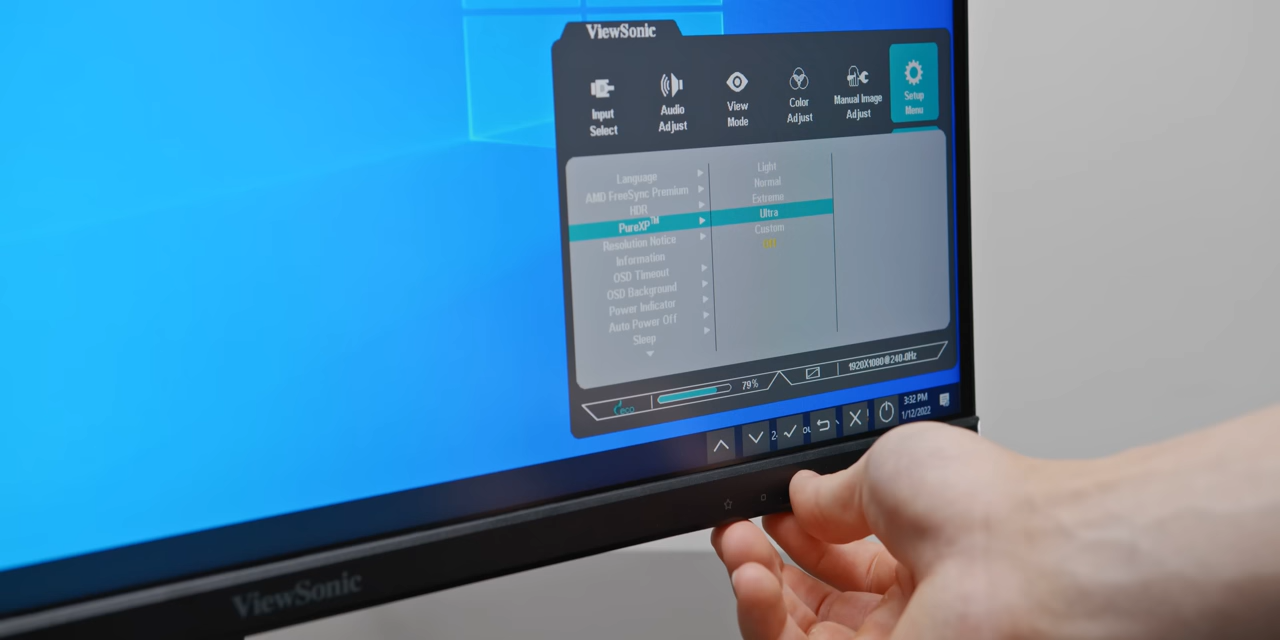 ViewSonic
Input
Select
Audio
Adjust
View
Mode
Color
Adjust
Manual Image
Adjust
Setup
Menu
Language
AMD FreeSync Premium
HDR
PureXP™
Resolution Notice
Information
OSD Timeout
OSD Background
Power Indicator
Auto Power Off
Sleep
Light
Normal
Extreme
Ultra
Custom
Off
eco
79%
1920X1080@240.0Hz
3:32 PM
1/12/2022
ViewSonic